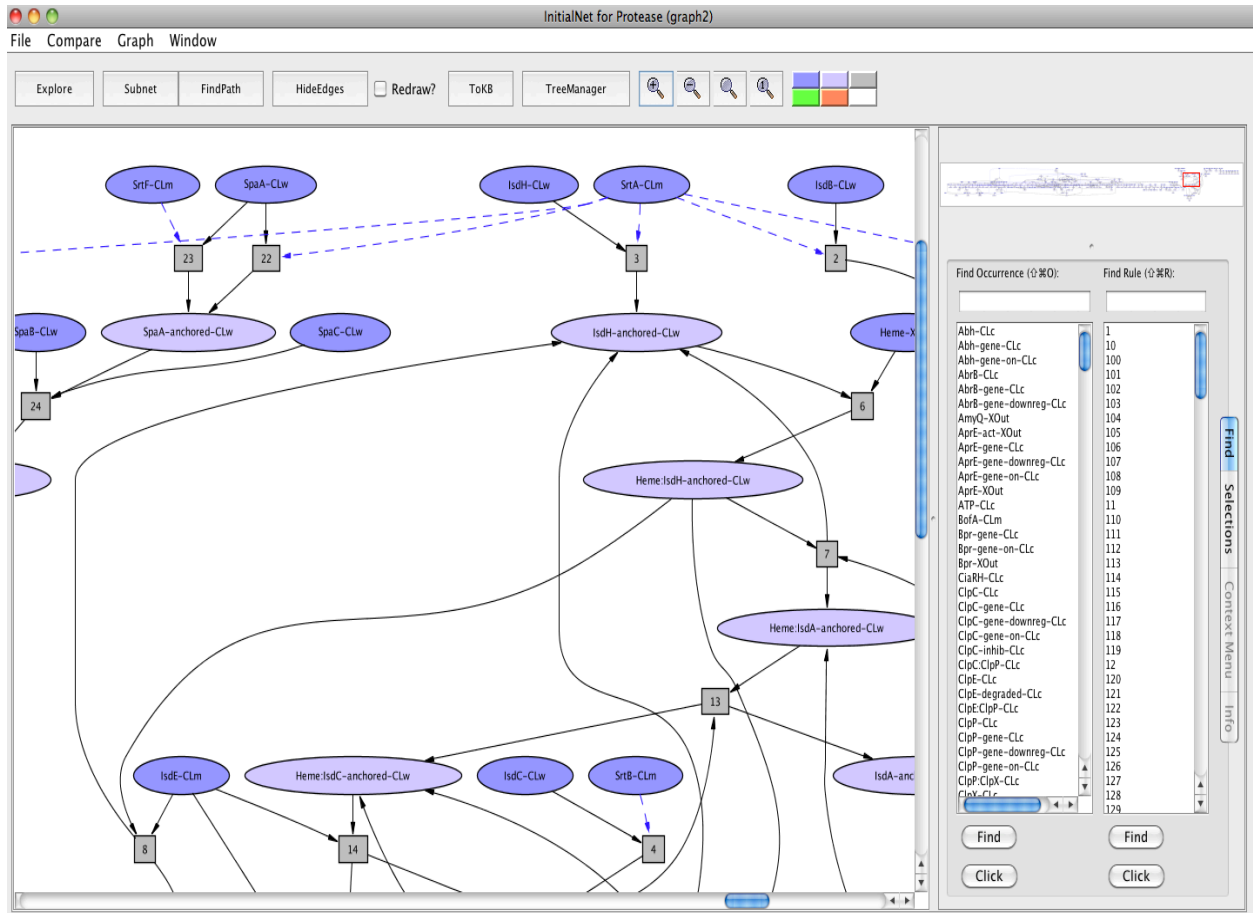 InitialNet for Protease (graph2)
File Compare Graph Window
Explore Subnet FindPath HideEdges Redraw? ToKB TreeManager
SrtF-CLm SpaA-CLw IsdH-CLw SrtA-CLm IsdB-CLw
23 22 3 2
SpaB-CLw SpaA-anchored-CLw SpaC-CLw IsdH-anchored-CLw Heme-X
24 6
Heme:IsdH-anchored-CLw
7
Heme:IsdA-anchored-CLw
13
IsdE-CLm Heme:IsdC-anchored-CLw IsdC-CLw SrtB-CLm IsdA-anc
8 14 4
Find Occurrence (⇧⌘O): Find Rule (⇧⌘R):
Abh-CLc
Abh-gene-CLc
Abh-gene-on-CLc
AbrB-CLc
AbrB-gene-CLc
AbrB-gene-downreg-CLc
AmyQ-XOut
AprE-act-XOut
AprE-gene-CLc
AprE-gene-downreg-CLc
AprE-gene-on-CLc
AprE-XOut
ATP-CLc
BofA-CLm
Bpr-gene-CLc
Bpr-gene-on-CLc
Bpr-XOut
CiaRH-CLc
ClpC-CLc
ClpC-gene-CLc
ClpC-gene-downreg-CLc
ClpC-gene-on-CLc
ClpC-inhib-CLc
ClpC:ClpP-CLc
ClpE-CLc
ClpE-degraded-CLc
ClpE:ClpP-CLc
ClpP-CLc
ClpP-gene-CLc
ClpP-gene-downreg-CLc
ClpP-gene-on-CLc
ClpP:ClpX-CLc
ClpX-CLc
1
10
100
101
102
103
104
105
106
107
108
109
11
110
111
112
113
114
115
116
117
118
119
12
120
121
122
123
124
125
126
127
128
129
Find Find
Click Click
Find
Selections
Context Menu
Info